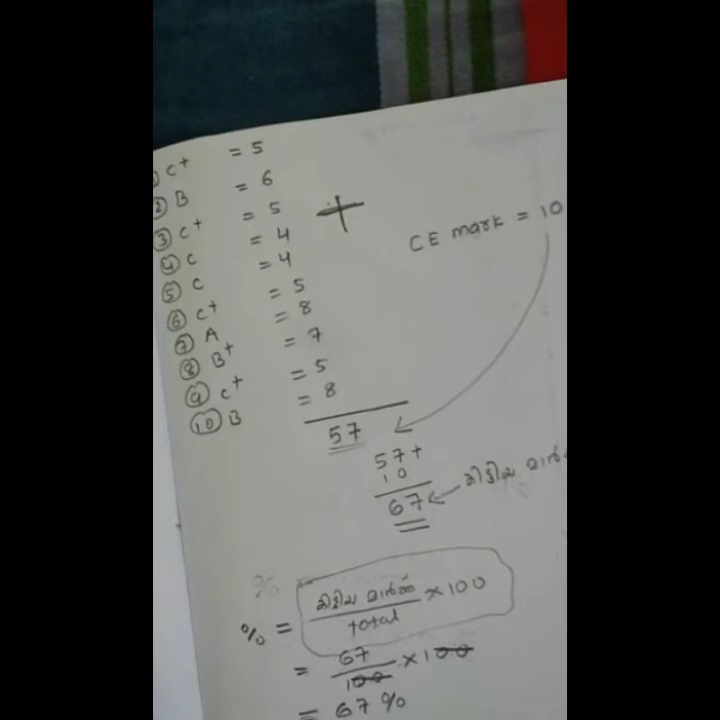 ① C+ = 5
② B = 6
③ C+ = 5
④ C = 4
⑤ C = 4
⑥ C+ = 5
⑦ A = 8
⑧ B+ = 7
⑨ C+ = 5
⑩ B = 8
57
+
CE mark = 10
57+
10
67 ← കിട്ടിയ
%
% = കിട്ടിയ മാർക്ക് / total × 100
= 67 / 100 × 100
= 67 %